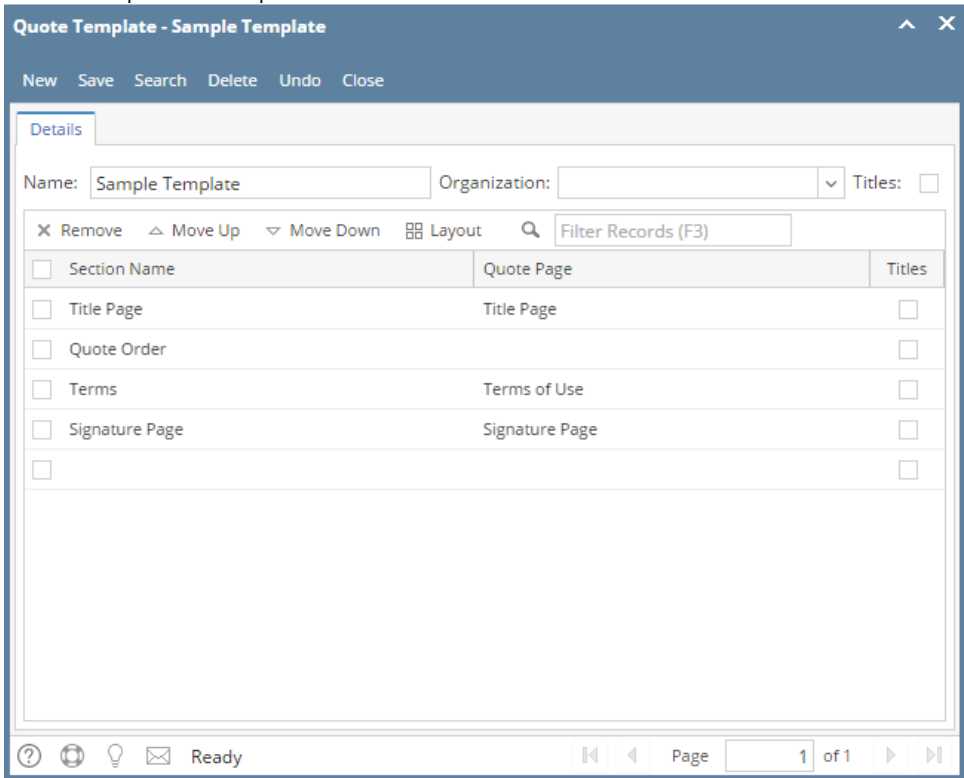 Quote Template - Sample Template
New Save Search Delete Undo Close
Details
Name: Sample Template Organization: Titles:
Remove Move Up Move Down Layout Filter Records (F3)
Section Name Quote Page Titles
Title Page Title Page
Quote Order
Terms Terms of Use
Signature Page Signature Page
Ready Page 1 of 1